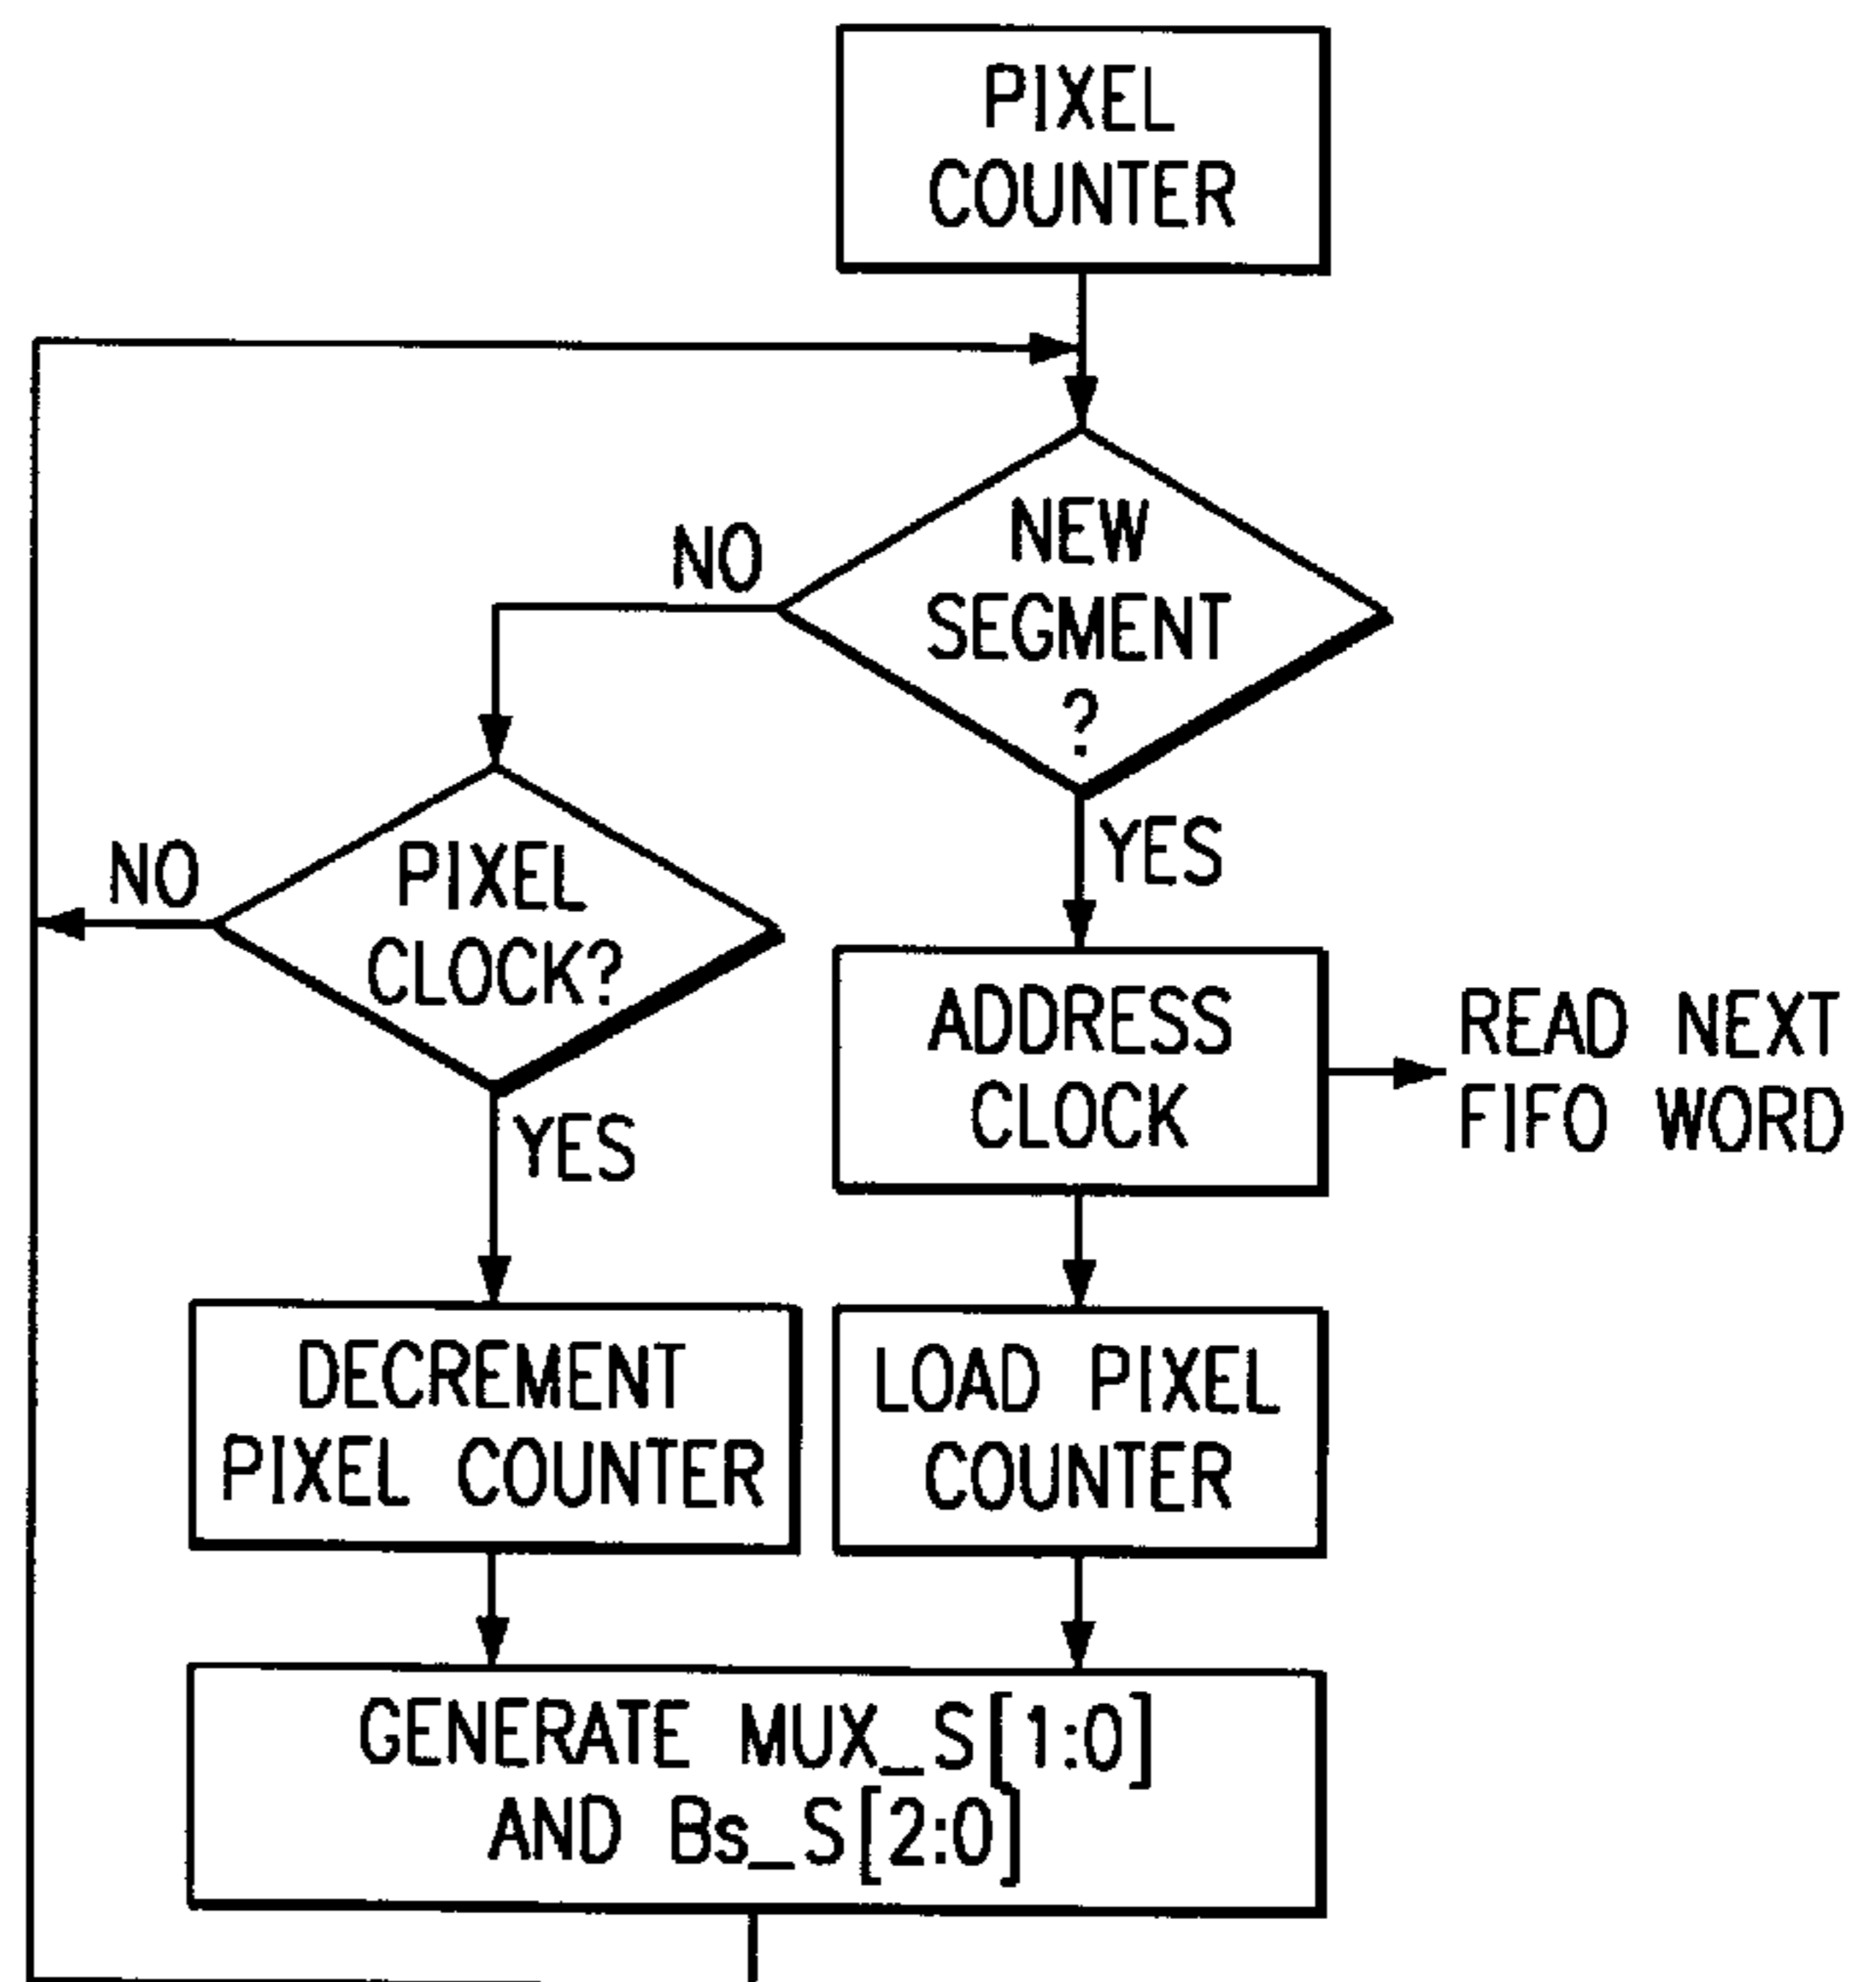 PIXEL
COUNTER
NEW
SEGMENT
?
NO
YES
PIXEL
CLOCK?
NO
YES
ADDRESS
CLOCK
READ NEXT
FIFO WORD
DECREMENT
PIXEL COUNTER
LOAD PIXEL
COUNTER
GENERATE MUX_S[1:0]
AND Bs_S[2:0]